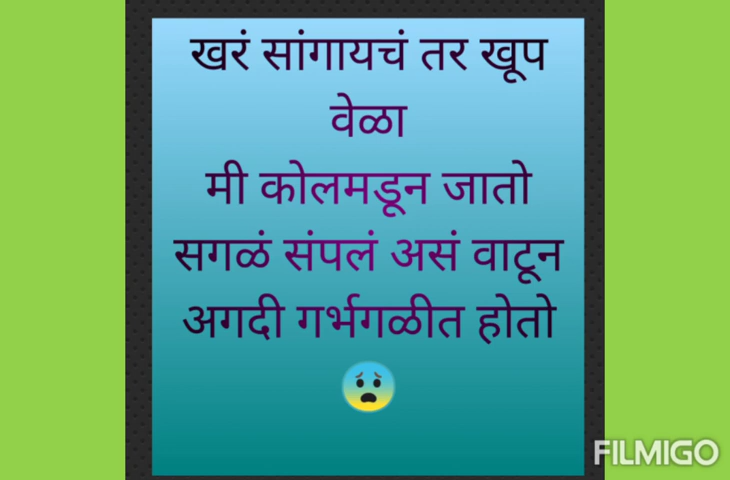 खरं सांगायचं तर खूप
वेळा
मी कोलमडून जातो
सगळं संपलं असं वाटून
अगदी गर्भगळीत होतो
FILMIGO